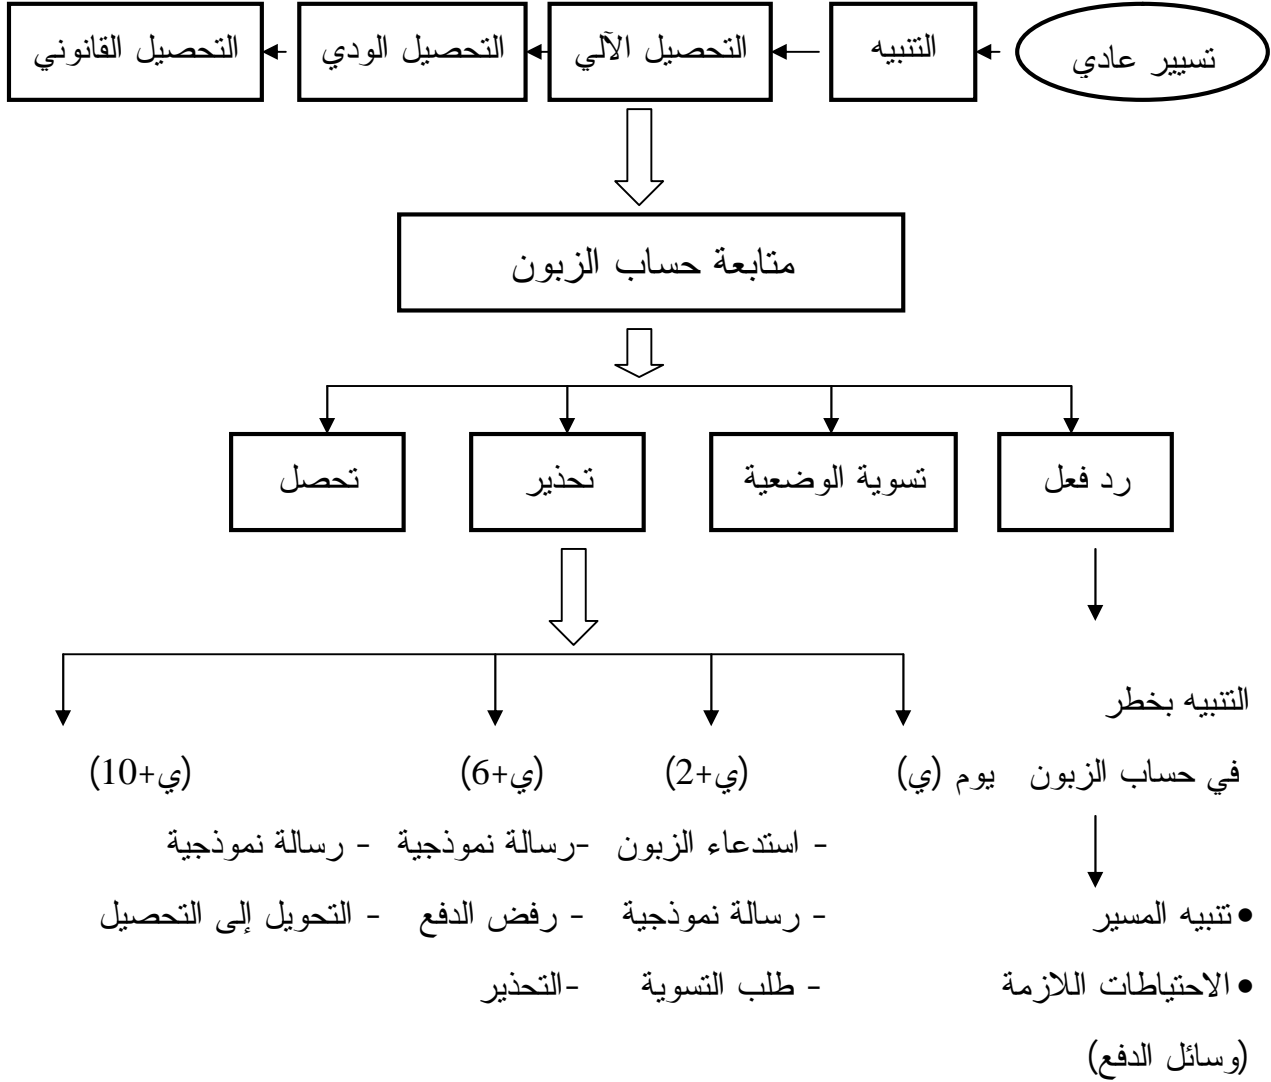 تسيير عادي
التنبيه
التحصيل الآلي
التحصيل الودي
التحصيل القانوني
متابعة حساب الزبون
رد فعل
تسوية الوضعية
تحذير
تحصل
التنبيه بخطر
في حساب الزبون
يوم (ي)
(ي+2)
(ي+6)
(ي+10)
- استدعاء الزبون
-رسالة نموذجية
- رسالة نموذجية
• تنبيه المسير
- رسالة نموذجية
- رفض الدفع
- التحويل إلى التحصيل
• الاحتياطات اللازمة
- طلب التسوية
-التحذير
(وسائل الدفع)